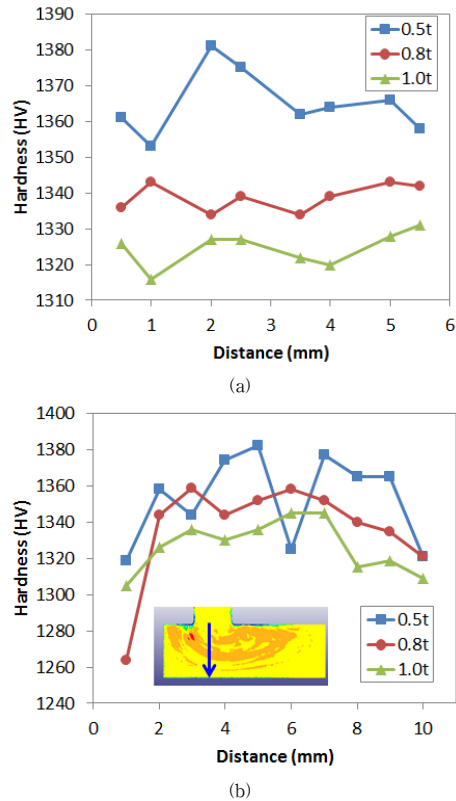 1390
1380
1370
1360
1350
1340
1330
1320
1310
Hardness (HV)
0.5t
0.8t
1.0t
0 1 2 3 4 5 6
Distance (mm)
(a)
1400
1380
1360
1340
1320
1300
1280
1260
1240
Hardness (HV)
0.5t
0.8t
1.0t
0 2 4 6 8 10
Distance (mm)
(b)